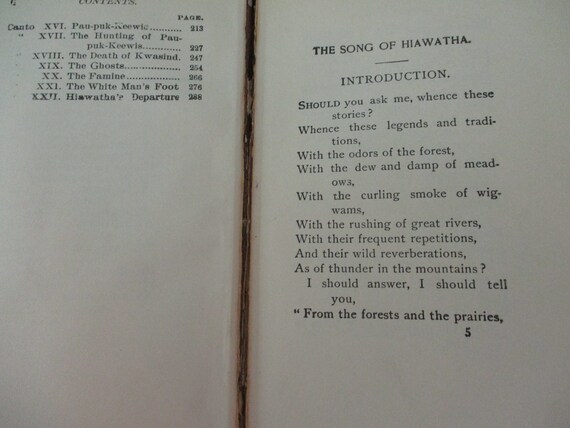 CONTENTS.
PAGE.
Canto XVI. Pau-puk-Keewic ........... 213
" XVII. The Hunting of Pau-
puk-Keewis ............ 227
" XVIII. The Death of Kwasind. 247
" XIX. The Ghosts ............... 254
XX. The Famine .............. 266
XXI. The White Man's Foot 276
XXII. Hiawatha's Departure 288
THE SONG OF HIAWATHA.
INTRODUCTION.
SHOULD you ask me, whence these
stories?
Whence these legends and tradi-
tions,
With the odors of the forest,
With the dew and damp of mead-
ows,
With the curling smoke of wig-
wams,
With the rushing of great rivers,
With their frequent repetitions,
And their wild reverberations,
As of thunder in the mountains?
I should answer, I should tell
you,
"From the forests and the prairies,
5